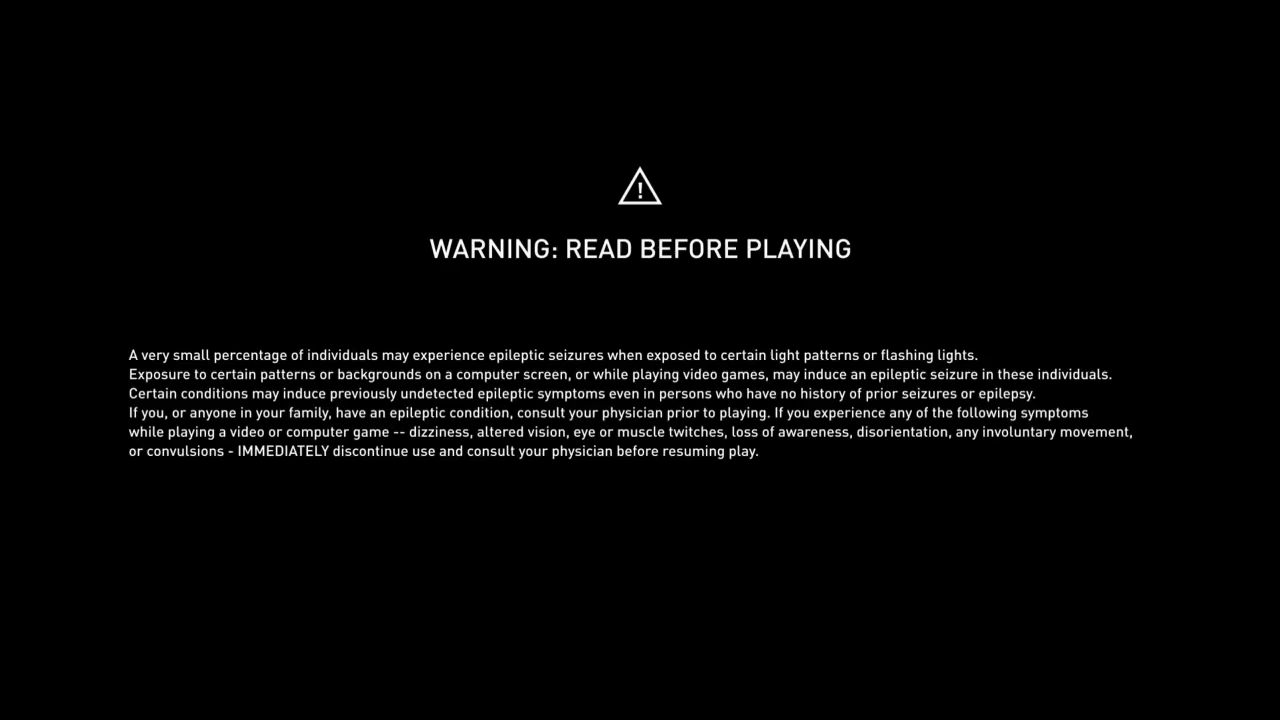 WARNING: READ BEFORE PLAYING
A very small percentage of individuals may experience epileptic seizures when exposed to certain light patterns or flashing lights.
Exposure to certain patterns or backgrounds on a computer screen, or while playing video games, may induce an epileptic seizure in these individuals.
Certain conditions may induce previously undetected epileptic symptoms even in persons who have no history of prior seizures or epilepsy.
If you, or anyone in your family, have an epileptic condition, consult your physician prior to playing. If you experience any of the following symptoms
while playing a video or computer game -- dizziness, altered vision, eye or muscle twitches, loss of awareness, disorientation, any involuntary movement,
or convulsions - IMMEDIATELY discontinue use and consult your physician before resuming play.